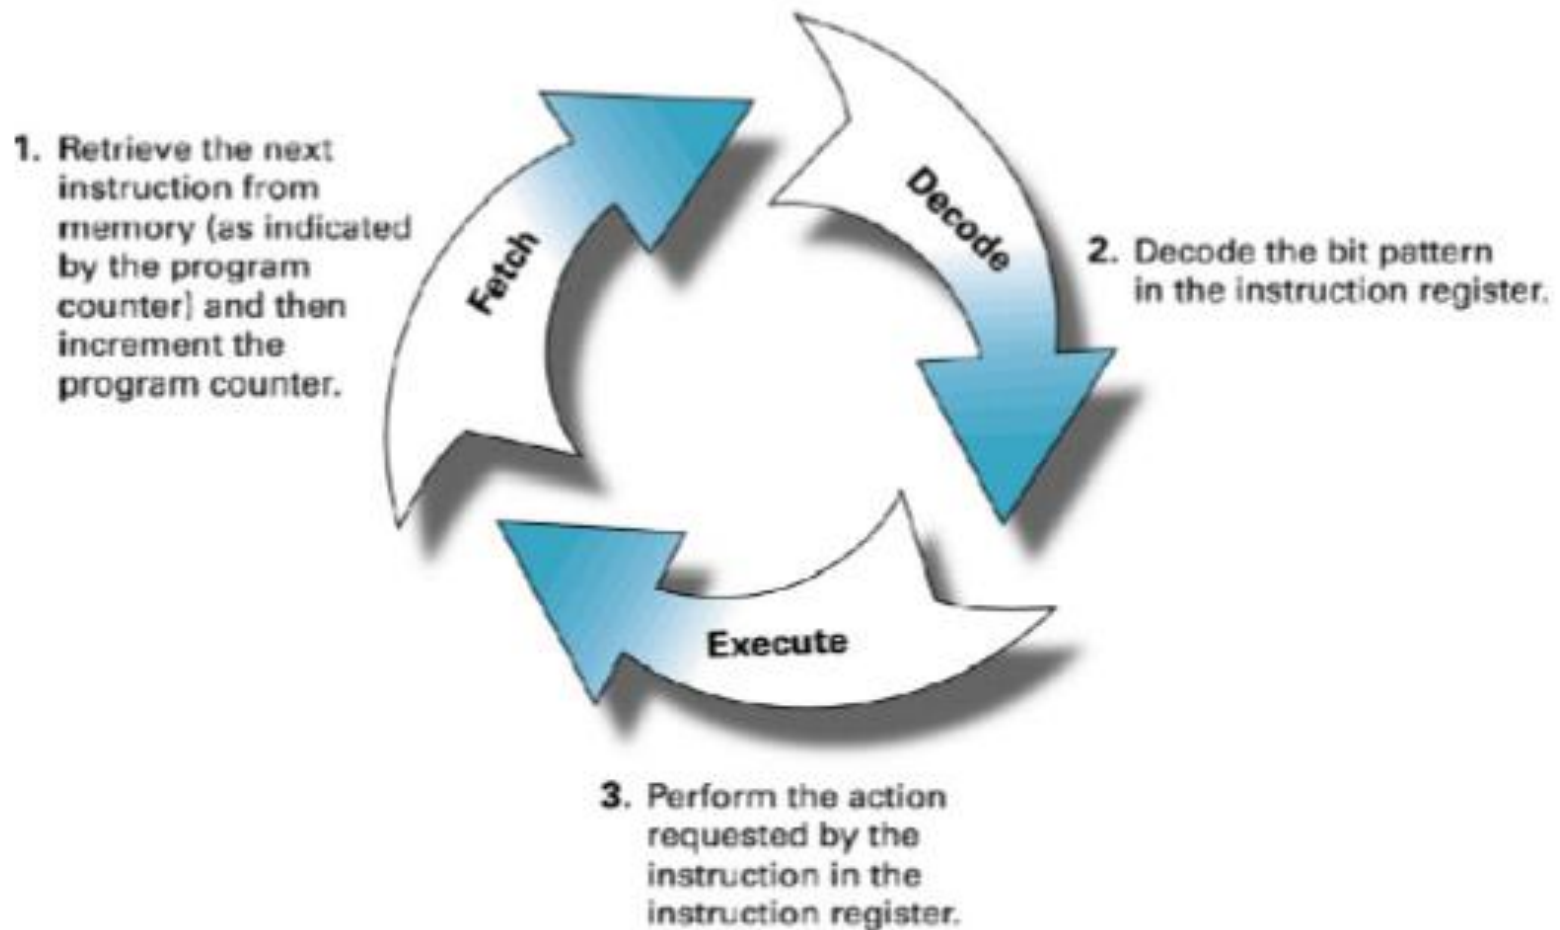 1. Retrieve the next
instruction from
memory (as indicated
by the program
counter) and then
increment the
program counter.
Fetch
Decode
2. Decode the bit pattern
in the instruction register.
Execute
3. Perform the action
requested by the
instruction in the
instruction register.